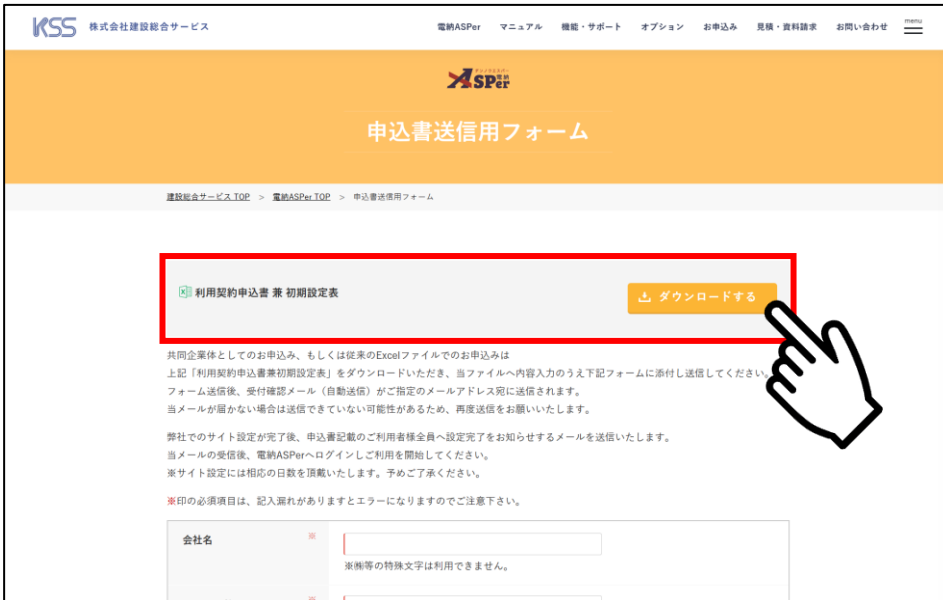 KSS 株式会社建設総合サービス
電納ASPer マニュアル 機能・サポート オプション お申込み 見積・資料請求 お問い合わせ menu
ASPer 電納
申込書送信用フォーム
建設総合サービス TOP > 電納ASPer TOP > 申込書送信用フォーム
利用契約申込書 兼 初期設定表
ダウンロードする
共同企業体としてのお申込み、もしくは従来のExcelファイルでのお申込みは
上記「利用契約申込書兼初期設定表」をダウンロードいただき、当ファイルへ内容入力のうえ下記フォームに添付し送信してください。
フォーム送信後、受付確認メール（自動送信）がご指定のメールアドレス宛に送信されます。
当メールが届かない場合は送信できていない可能性があるため、再度送信をお願いいたします。
弊社でのサイト設定が完了後、申込書記載のご利用者様全員へ設定完了をお知らせするメールを送信いたします。
当メールの受信後、電納ASPerへログインしご利用を開始してください。
※サイト設定には相応の日数を頂戴いたします。予めご了承ください。
※印の必須項目は、記入漏れがありますとエラーになりますのでご注意下さい。
会社名 ※
※㈱等の特殊文字は利用できません。